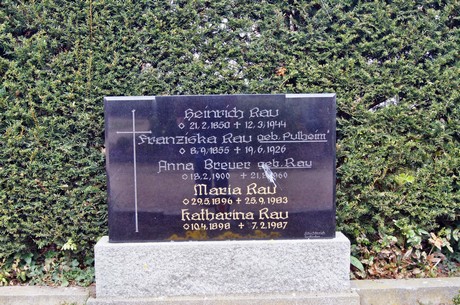 Heinrich Rau
◇ 21.2.1850 ✝ 12.3.1944
Franziska Rau geb. Pulheim
◇ 8.9.1855 ✝ 19.6.1926
Anna Breuer geb. Rau
◇ 18.2.1900 ✝
Maria Rau
◇ 29.5.1896 ✝ 25.9.1983
Katharina Rau
◇ 10.4.1898 ✝ 7.2.1987